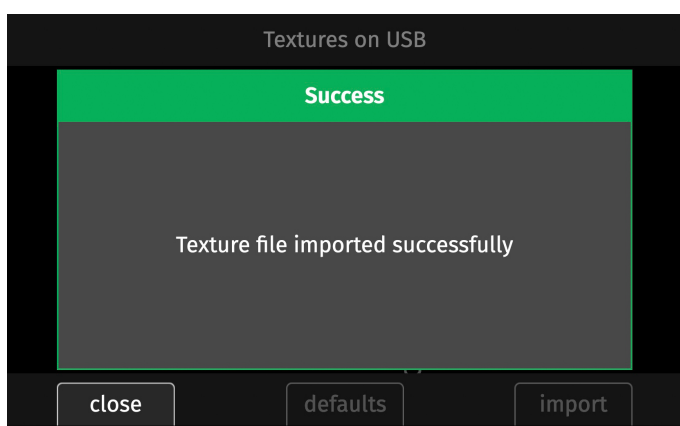 Textures on USB
Success
Texture file imported successfully
close
defaults
import